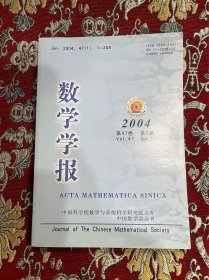 Jan. 2004, 47(1), 1-208
数学学报
2004
第47卷 第1期
Vol.47 No.
ACTA MATHEMATICA SINICA
中国科学院数学与系统科学研究院主办
中国数学会会刊
Journal of The Chinese Mathematical Society